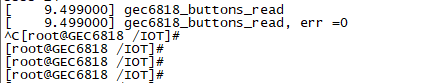 [    9.499000] gec6818_buttons_read
[    9.499000] gec6818_buttons_read, err =0
^C[root@GEC6818 /IOT]#
[root@GEC6818 /IOT]#
[root@GEC6818 /IOT]#
[root@GEC6818 /IOT]#